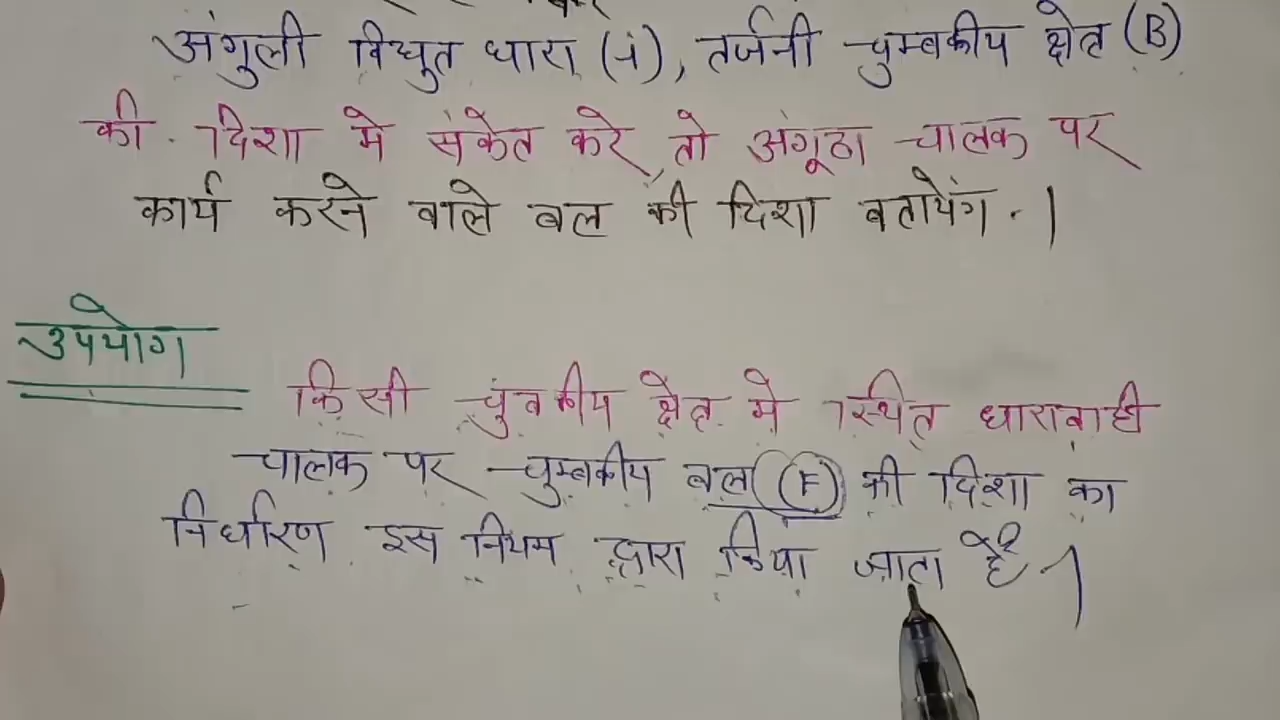 अंगुली विधुत धारा (i), तर्जनी चुम्बकीय क्षेत्र (B)
की दिशा मे संकेत करे, तो अंगूठा चालक पर
कार्य करने वाले बल की दिशा बतायेंग।
उपयोग
किसी चुंबकीय क्षेत्र मे स्थित धारावाही
चालक पर चुम्बकीय बल (F) की दिशा का
निर्धारण इस नियम द्वारा किया जाता है।